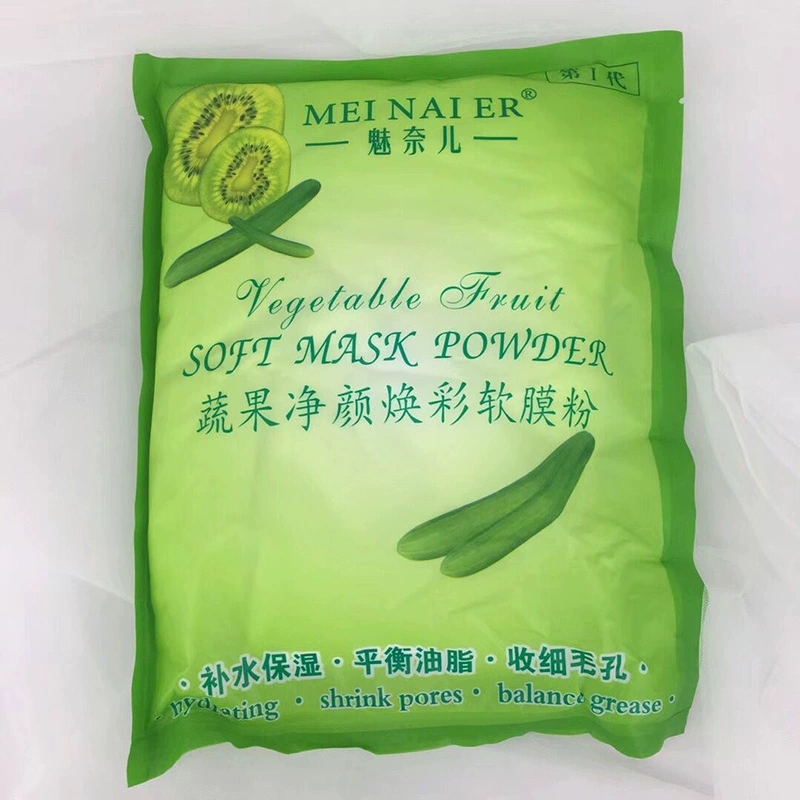 第1代
MEI NAI ER®
魅奈儿
Vegetable Fruit
SOFT MASK POWDER
蔬果净颜焕彩软膜粉
·补水保湿·平衡油脂·收细毛孔·
hydrating · shrink pores · balance grease ·